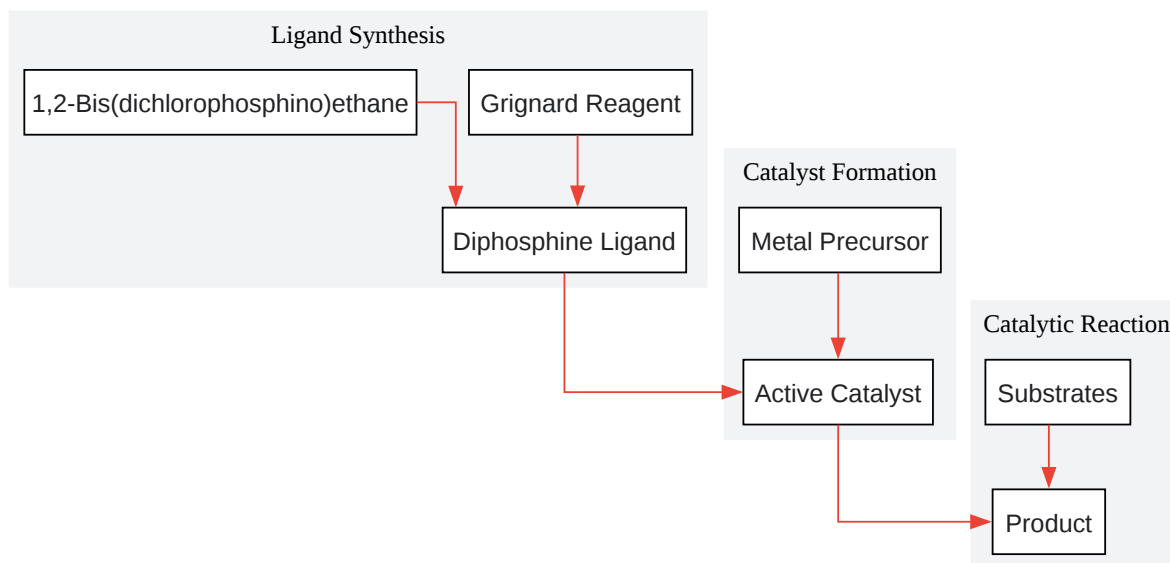 Ligand Synthesis
1,2-Bis(dichlorophosphino)ethane
Grignard Reagent
Diphosphine Ligand
Catalyst Formation
Metal Precursor
Active Catalyst
Catalytic Reaction
Substrates
Product